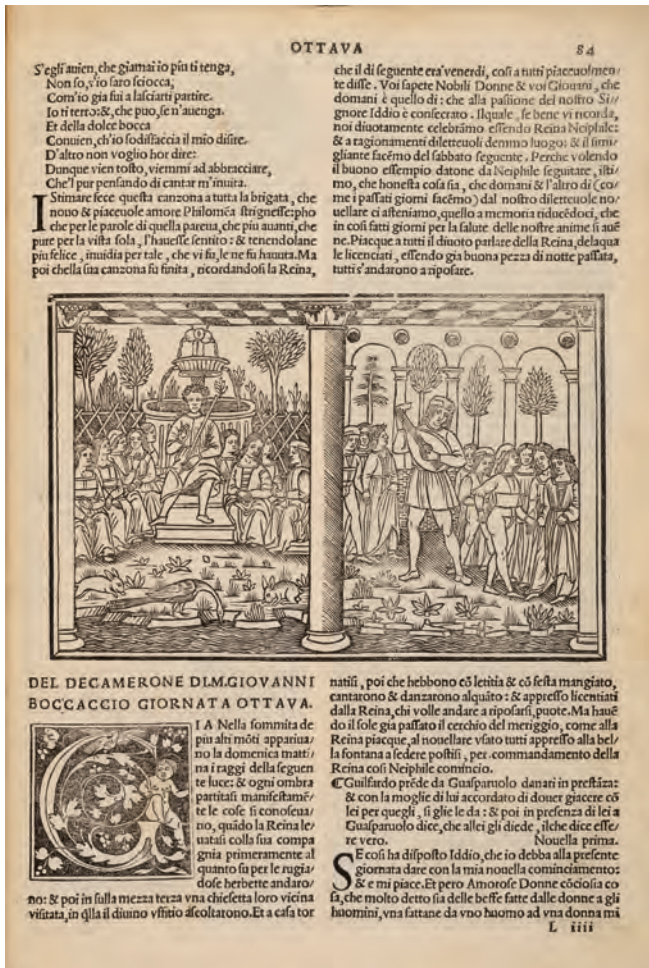 OTTAVA 84
S'egli auien, che giamai io piu ti tenga,
Non so, s'io saro sciocca,
Com'io gia fui a lasciarti partire.
Io ti terro: &, che puo, se n'auenga.
Et della dolce bocca
Conuien, ch'io sodisfaccia il mio disire.
D'altro non voglio hor dire:
Dunque vien tosto, viemmi ad abbracciare,
Che'l pur pensando di cantar m'inuita.
IStimare fece questa canzona a tutta la brigata, che
nouo & piaceuole amore Philomēa strignesse: pho
che per le parole di quella pareua, che piu auanti, che
pure per la vista sola, l'hauesse sentito: & tenendolane
piu felice, inuidia per tale, che vi fu, le ne fu hauuta. Ma
poi chella sua canzona fu finita, ricordandosi la Reina,
che il di seguente era venerdi, cosi a tutti piaceuolmen/
te disse. Voi sapete Nobili Donne & voi Giouani, che
domani è quello di: che alla passione del nostro Si/
gnore Iddio è consecrato. Ilquale, se bene vi ricorda,
noi diuotamente celebrāmo essendo Reina Neiphile:
& a ragionamenti diletteuoli demmo luogo: & il simi/
gliante facēmo del sabbato seguente. Perche volendo
il buono essempio datone da Neiphile seguitare, isti/
mo, che honesta cosa sia, che domani & l'altro di (co/
me i passati giorni facēmo) dal nostro diletteuole no/
uellare ci asteniamo, quello a memoria riducēdoci, che
in cosi fatti giorni per la salute delle nostre anime si auē
ne. Piacque a tutti il diuoto parlare della Reina, delaqua
le licenziati, essendo gia buona pezza di notte passata,
tutti s'andarono a riposare.
DEL DECAMERONE DI. M. GIOVANNI
BOCCACCIO GIORNATA OTTAVA.
CIA Nella sommita de
piu alti mōti appariua/
no la domenica matti/
na i raggi della seguen
te luce: & ogni ombra
partitasi manifestamē/
te le cose si conosceua/
no, quādo la Reina le/
uatasi colla sua compa
gnia primeramente al
quanto su per le rugia/
dose herbette andaro/
no: & poi in sulla mezza terza vna chiesetta loro vicina
visitata, in qlla il diuino vffitio ascoltarono. Et a casa tor
natisi, poi che hebbono cō letitia & cō festa mangiato,
cantarono & danzarono alquāto: & appresso licentiati
dalla Reina, chi volle andare a riposarsi, puote. Ma hauē
do il sole gia passato il cerchio del meriggio, come alla
Reina piacque, al nouellare vsato tutti appresso alla bel/
la fontana a sedere postisi, per commandamento della
Reina cosi Neiphile comincio.
¶Guilfardo prēde da Guasparuolo danari in prestāza:
& con la moglie di lui accordato di douer giacere cō
lei per quegli, si glie le da: & poi in presenza di lei a
Guasparuolo dice, che allei gli diede, ilche dice esse/
re vero. Nouella prima.
SE cosi ha disposto Iddio, che io debba alla presente
giornata dare con la mia nouella cominciamento:
& e mi piace. Et pero Amorose Donne cōciosia co
sa, che molto detto sia delle beffe fatte dalle donne a gli
huomini, vna fattane da vno huomo ad vna donna mi
L iiii